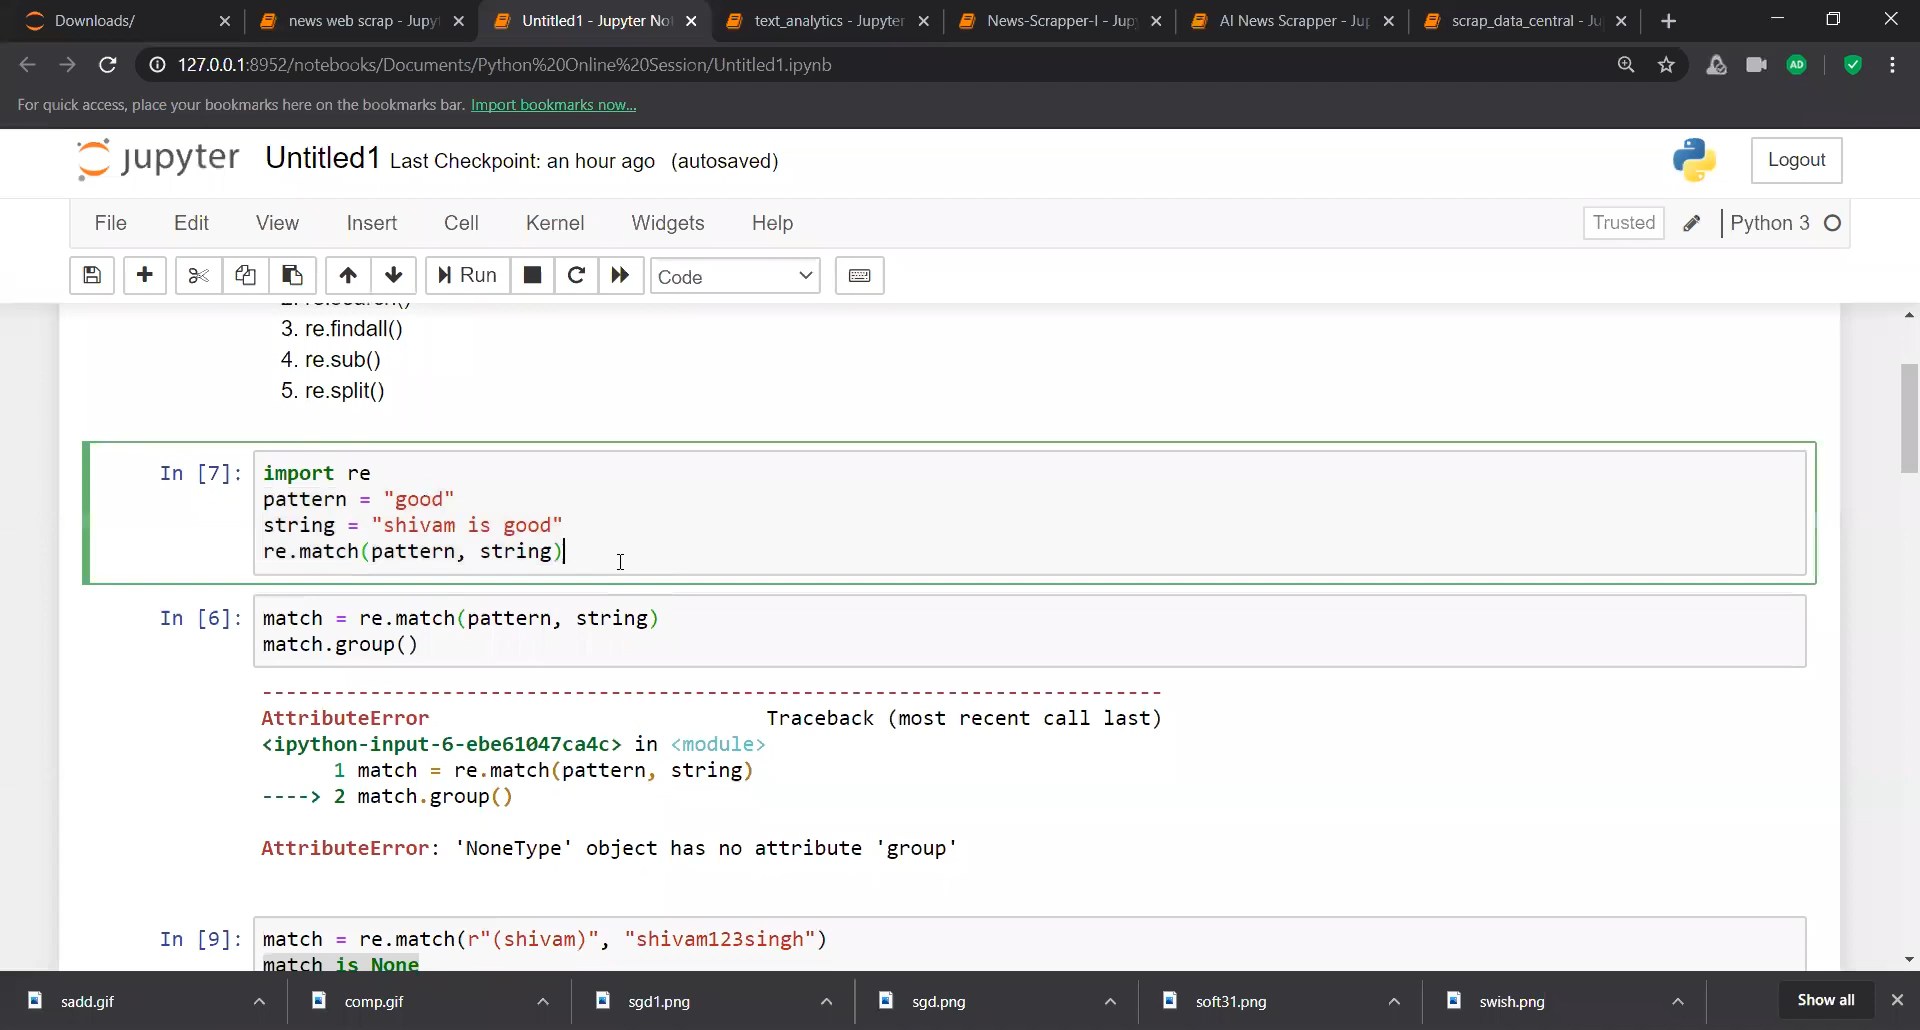 Downloads/
news web scrap - Jupy
Untitled1 - Jupyter No
text_analytics - Jupyter
News-Scrapper-I - Jup
AI News Scrapper - Ju
scrap_data_central - Ju
127.0.0.1:8952/notebooks/Documents/Python%20Online%20Session/Untitled1.ipynb
AD
For quick access, place your bookmarks here on the bookmarks bar. Import bookmarks now...
jupyter Untitled1 Last Checkpoint: an hour ago (autosaved)
Logout
File Edit View Insert Cell Kernel Widgets Help
Trusted Python 3
Run Code
2. re.search()
3. re.findall()
4. re.sub()
5. re.split()
In [7]: import re
pattern = "good"
string = "shivam is good"
re.match(pattern, string)
In [6]: match = re.match(pattern, string)
match.group()
---------------------------------------------------------------------------
AttributeError Traceback (most recent call last)
<ipython-input-6-ebe61047ca4c> in <module>
1 match = re.match(pattern, string)
----> 2 match.group()
AttributeError: 'NoneType' object has no attribute 'group'
In [9]: match = re.match(r"(shivam)", "shivam123singh")
match is None
sadd.gif
comp.gif
sgd1.png
sgd.png
soft31.png
swish.png
Show all